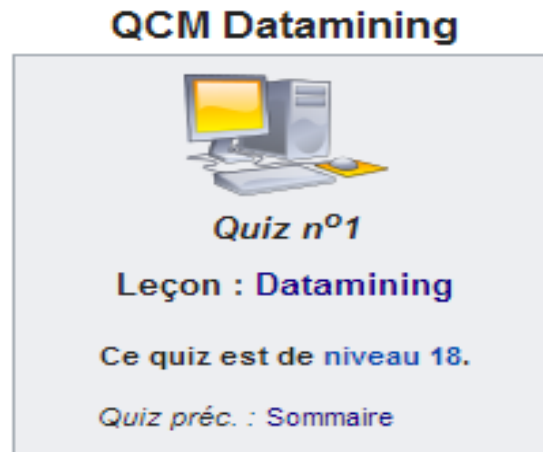 QCM Datamining
Quiz nº1
Leçon : Datamining
Ce quiz est de niveau 18.
Quiz préc. : Sommaire